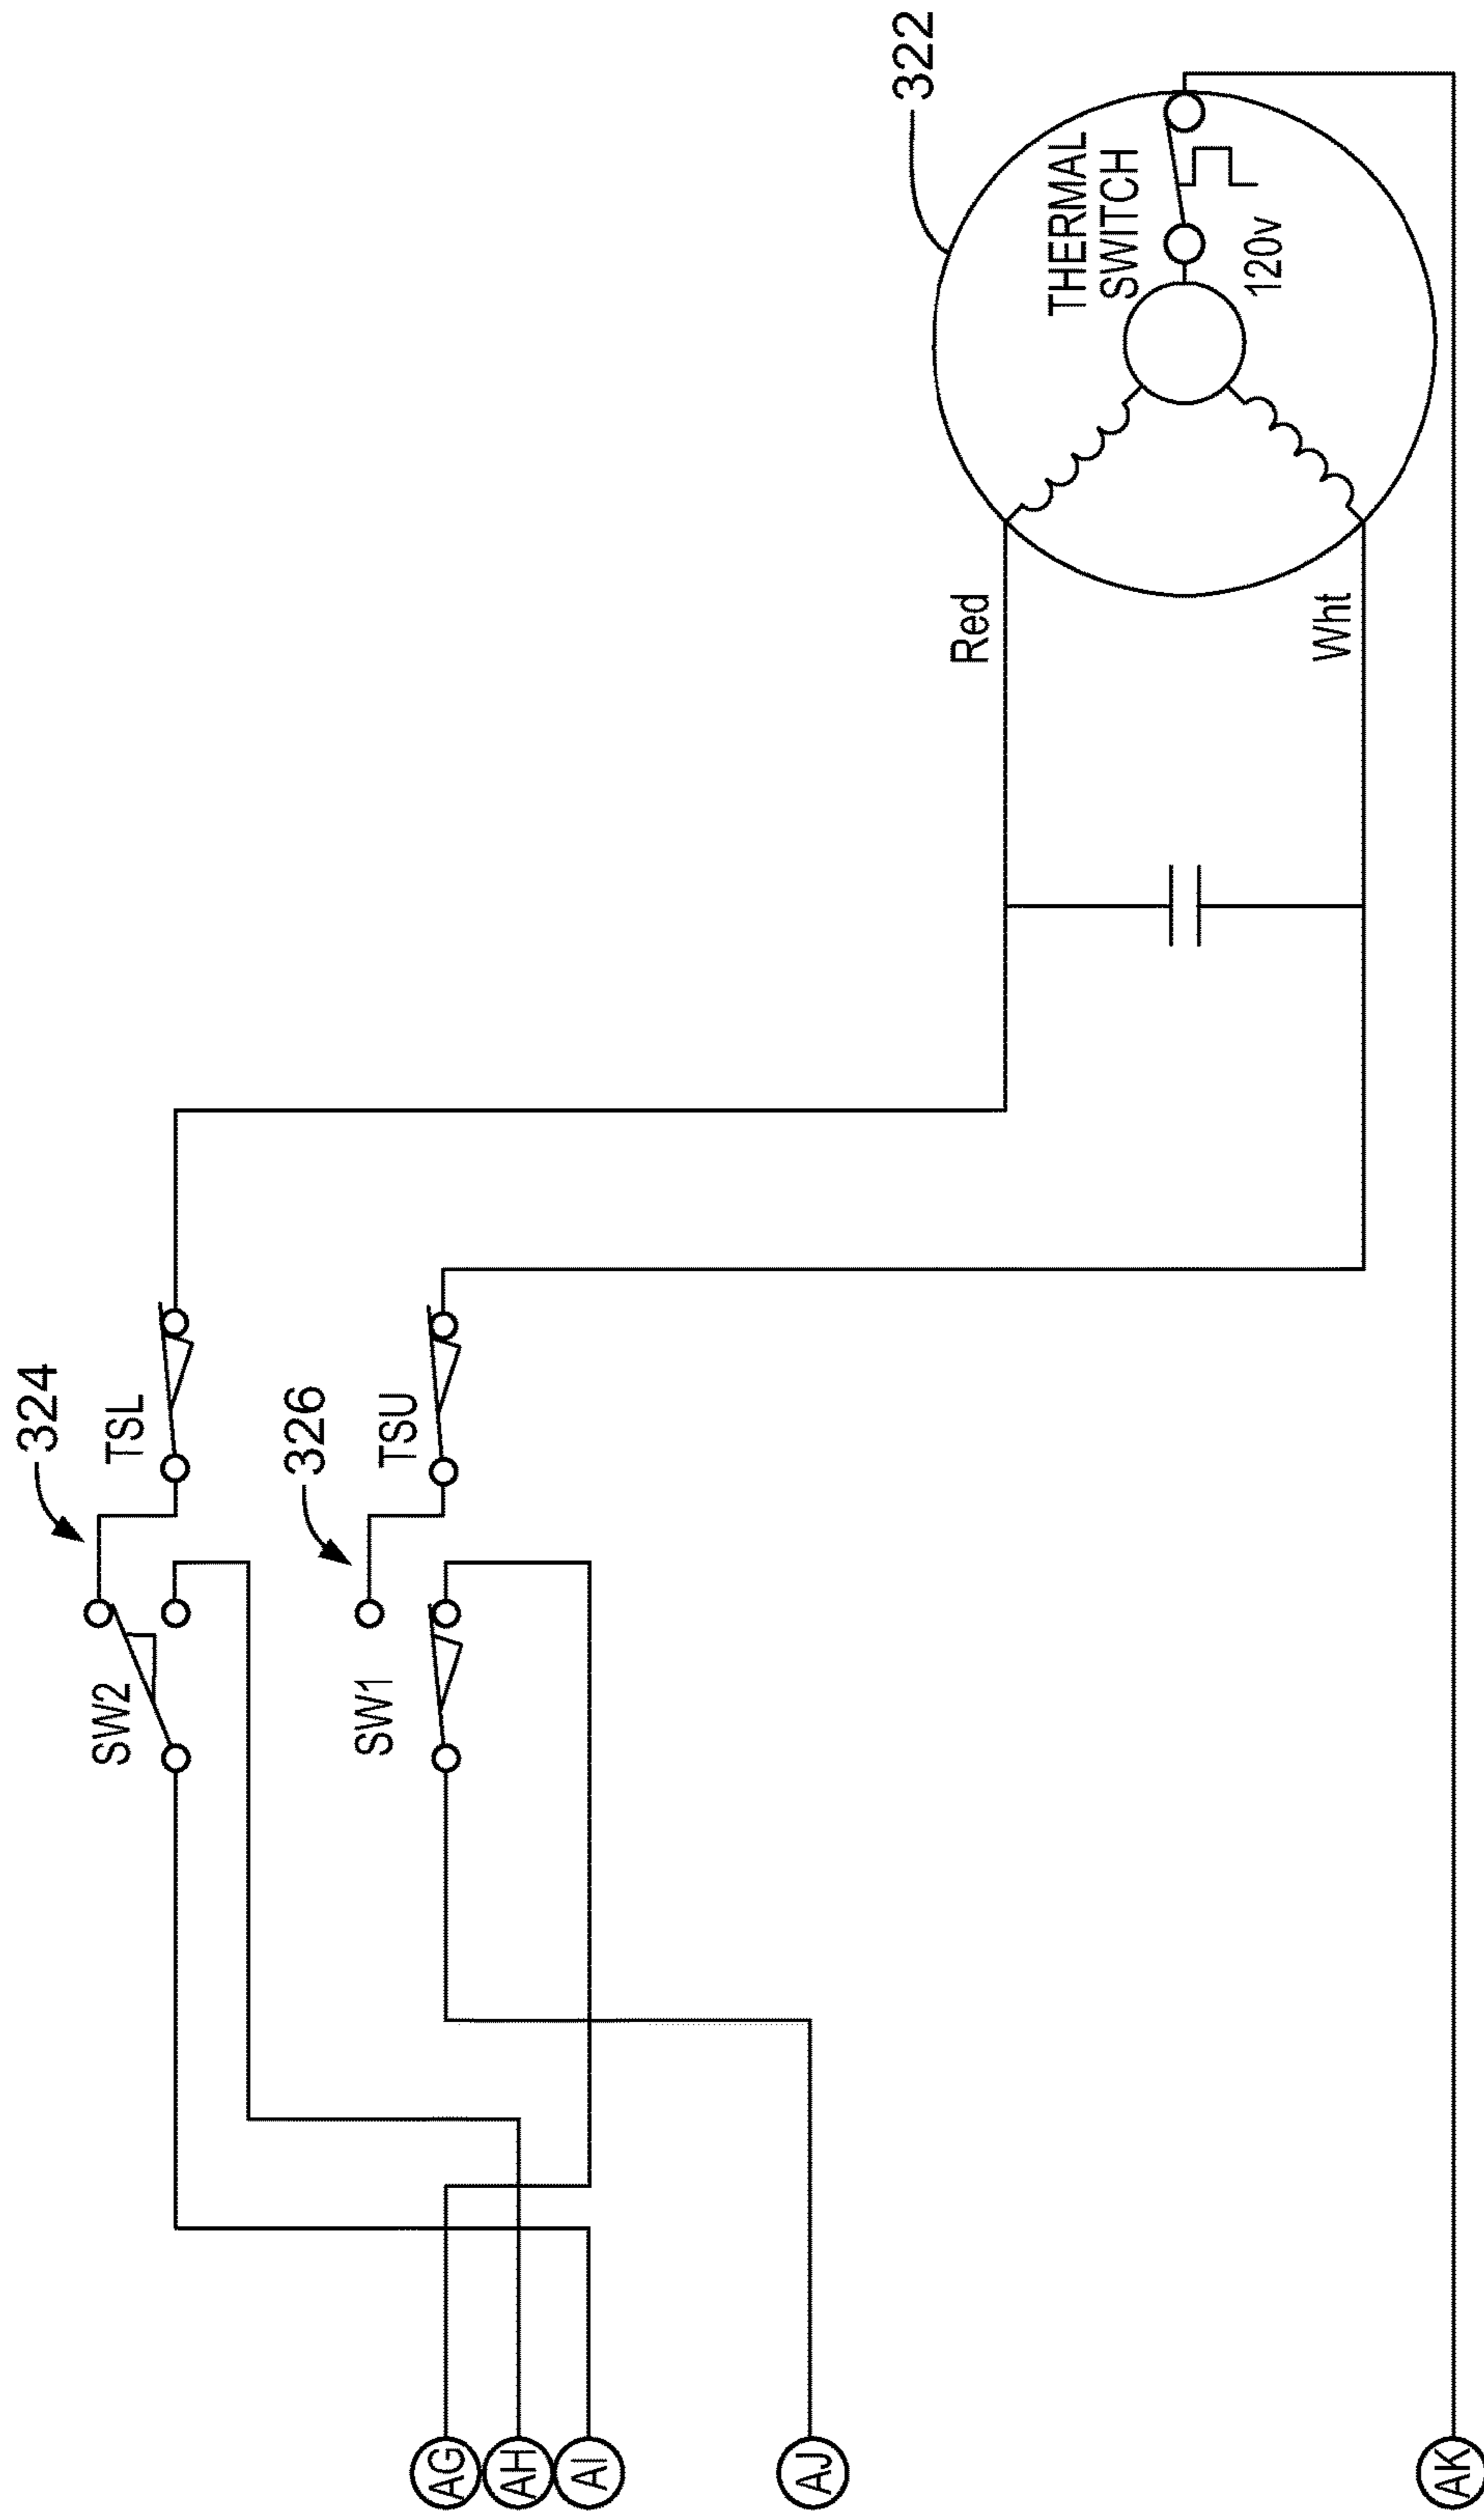 322
THERMAL
SWITCH
120v
Red
Wht
324
TSL
326
TSU
SW2
SW1
AG
AH
AI
AJ
AK